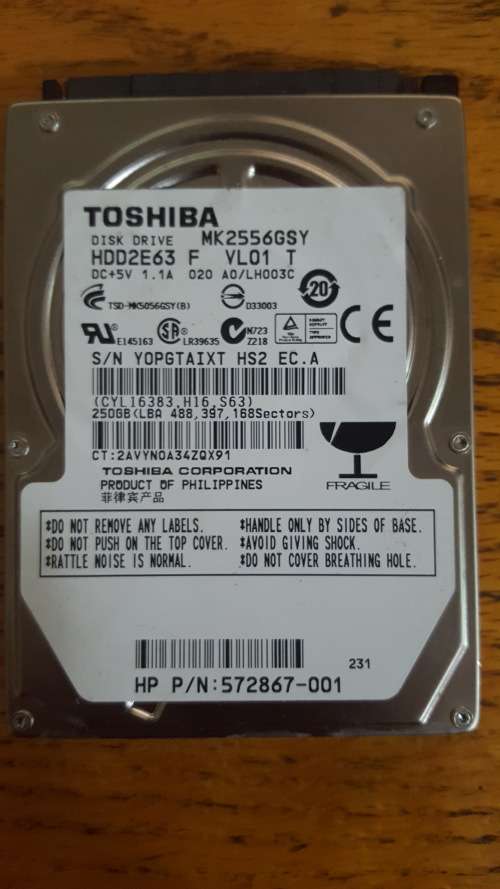 TOSHIBA
DISK DRIVE MK2556GSY
HDD2E63 F VL01 T
DC+5V 1.1A 020 A0/LH003C
TSD-MK5056GSY(B) D33003 20
E145163 LR39635 N723
Z218
S/N YOPGTAIXT HS2 EC.A
(CYL16383,H16,S63)
250GB(LBA 488,397,168Sectors)
CT:2AVYN0A34ZQX91
TOSHIBA CORPORATION
PRODUCT OF PHILIPPINES
菲律宾产品
FRAGILE
*DO NOT REMOVE ANY LABELS. *HANDLE ONLY BY SIDES OF BASE.
*DO NOT PUSH ON THE TOP COVER. *AVOID GIVING SHOCK.
*RATTLE NOISE IS NORMAL. *DO NOT COVER BREATHING HOLE.
231
HP P/N:572867-001